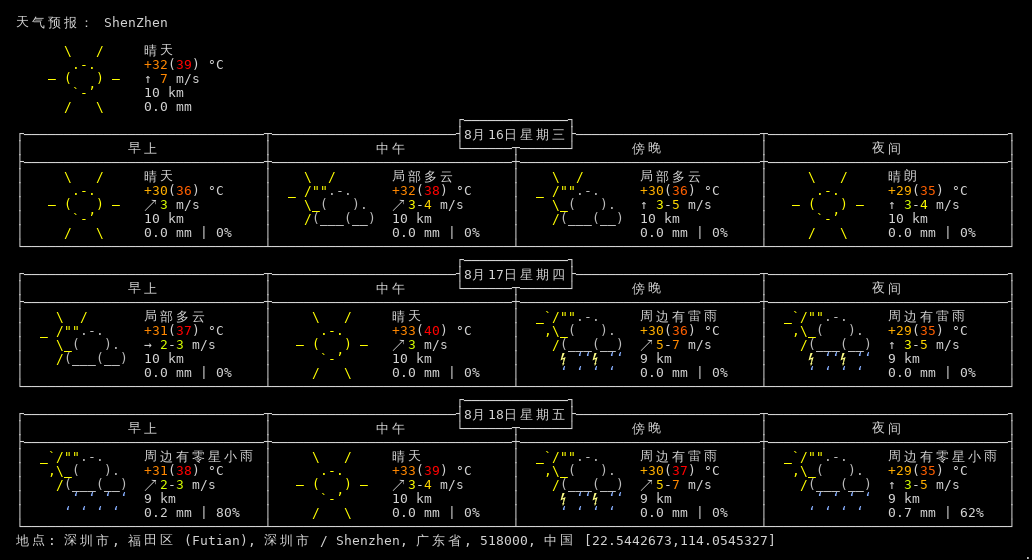 天气预报： ShenZhen
晴天
+32(39) °C
↑ 7 m/s
10 km
0.0 mm
8月16日星期三
早上 中午 傍晚 夜间
晴天 局部多云 局部多云 晴朗
+30(36) °C +32(38) °C +30(36) °C +29(35) °C
↗3 m/s ↗3-4 m/s ↑ 3-5 m/s ↑ 3-4 m/s
10 km 10 km 10 km 10 km
0.0 mm | 0% 0.0 mm | 0% 0.0 mm | 0% 0.0 mm | 0%
8月17日星期四
早上 中午 傍晚 夜间
局部多云 晴天 周边有雷雨 周边有雷雨
+31(37) °C +33(40) °C +30(36) °C +29(35) °C
→ 2-3 m/s ↗3 m/s ↗5-7 m/s ↑ 3-5 m/s
10 km 10 km 9 km 9 km
0.0 mm | 0% 0.0 mm | 0% 0.0 mm | 0% 0.0 mm | 0%
8月18日星期五
早上 中午 傍晚 夜间
周边有零星小雨 晴天 周边有雷雨 周边有零星小雨
+31(38) °C +33(39) °C +30(37) °C +29(35) °C
↗2-3 m/s ↗3-4 m/s ↗5-7 m/s ↑ 3-5 m/s
9 km 10 km 9 km 9 km
0.2 mm | 80% 0.0 mm | 0% 0.0 mm | 0% 0.7 mm | 62%
地点: 深圳市, 福田区 (Futian), 深圳市 / Shenzhen, 广东省, 518000, 中国 [22.5442673,114.0545327]